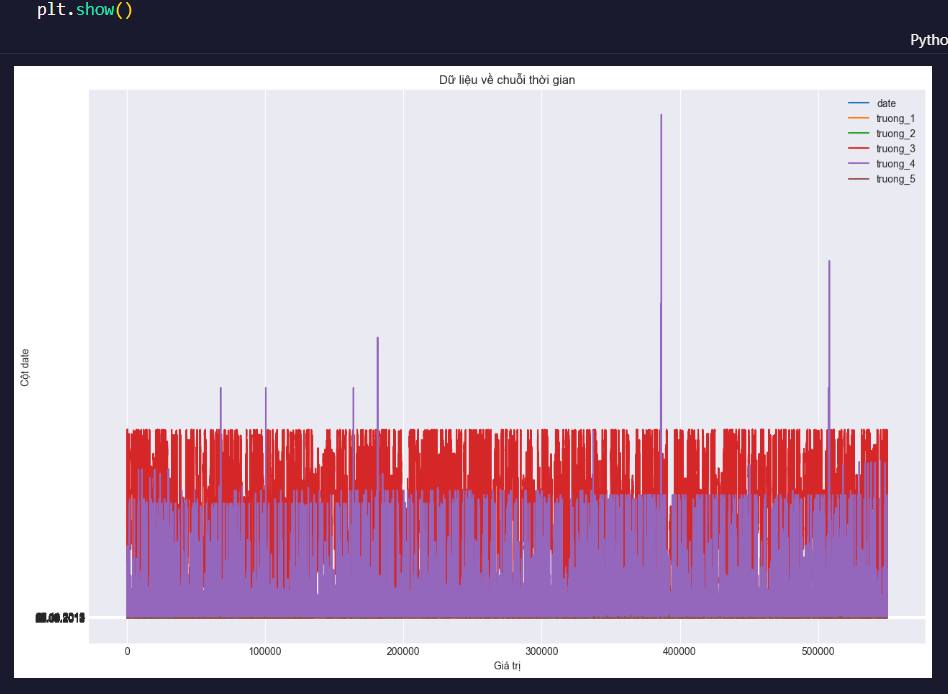 plt.show()
Pytho
Dữ liệu về chuỗi thời gian
date
truong_1
truong_2
truong_3
truong_4
truong_5
Cột date
0
100000
200000
300000
400000
500000
Giá trị